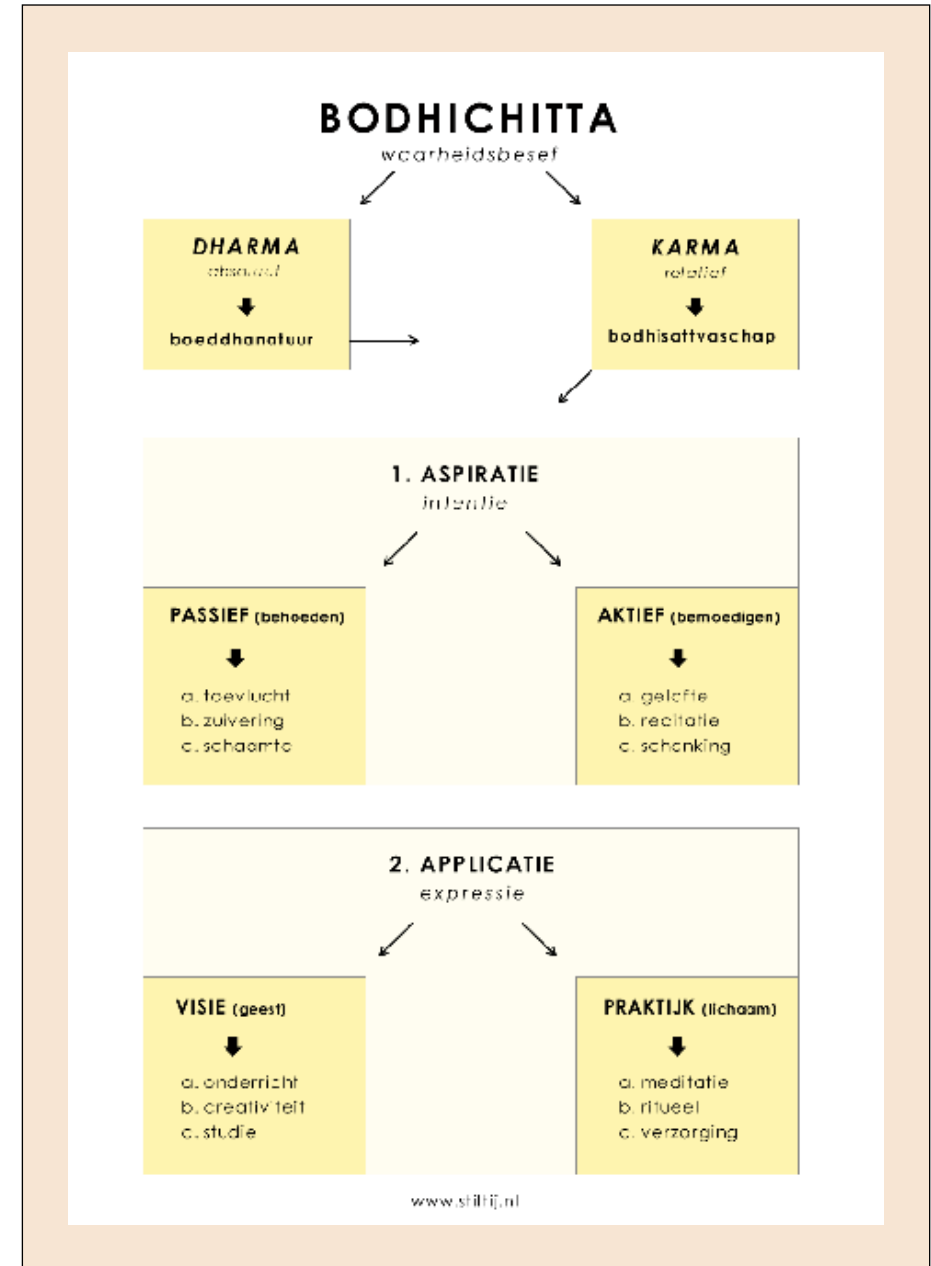 BODHICHITTA
waarheidsbesef
DHARMA
absoluut
boeddhanatuur
KARMA
relatief
bodhisattvaschap
1. ASPIRATIE
intentie
PASSIEF (behoeden)
a. toevlucht
b. zuivering
c. schaamte
AKTIEF (bemoedigen)
a. gelofte
b. recitatie
c. schenking
2. APPLICATIE
expressie
VISIE (geest)
a. onderricht
b. creativiteit
c. studie
PRAKTIJK (lichaam)
a. meditatie
b. ritueel
c. verzorging
www.stiltij.nl